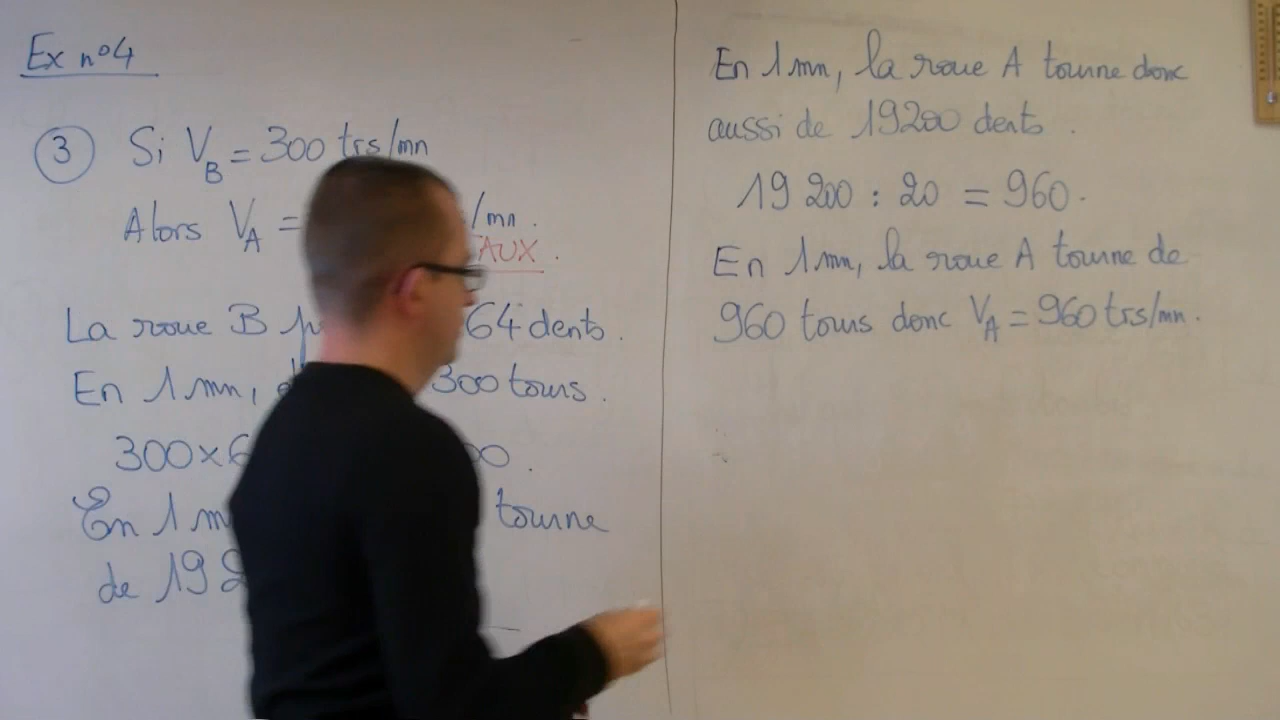 Ex n°4
③ Si V_B = 300 trs/mn
Alors V_A = /mn.
AUX.
La roue B 64 dents.
En 1 mn, 300 tours.
300×6 00.
En 1 m tourne
de 19 2
En 1 mn, la roue A tourne donc
aussi de 19200 dents.
19 200 : 20 = 960.
En 1 mn, la roue A tourne de
960 tours donc V_A = 960 trs/mn.